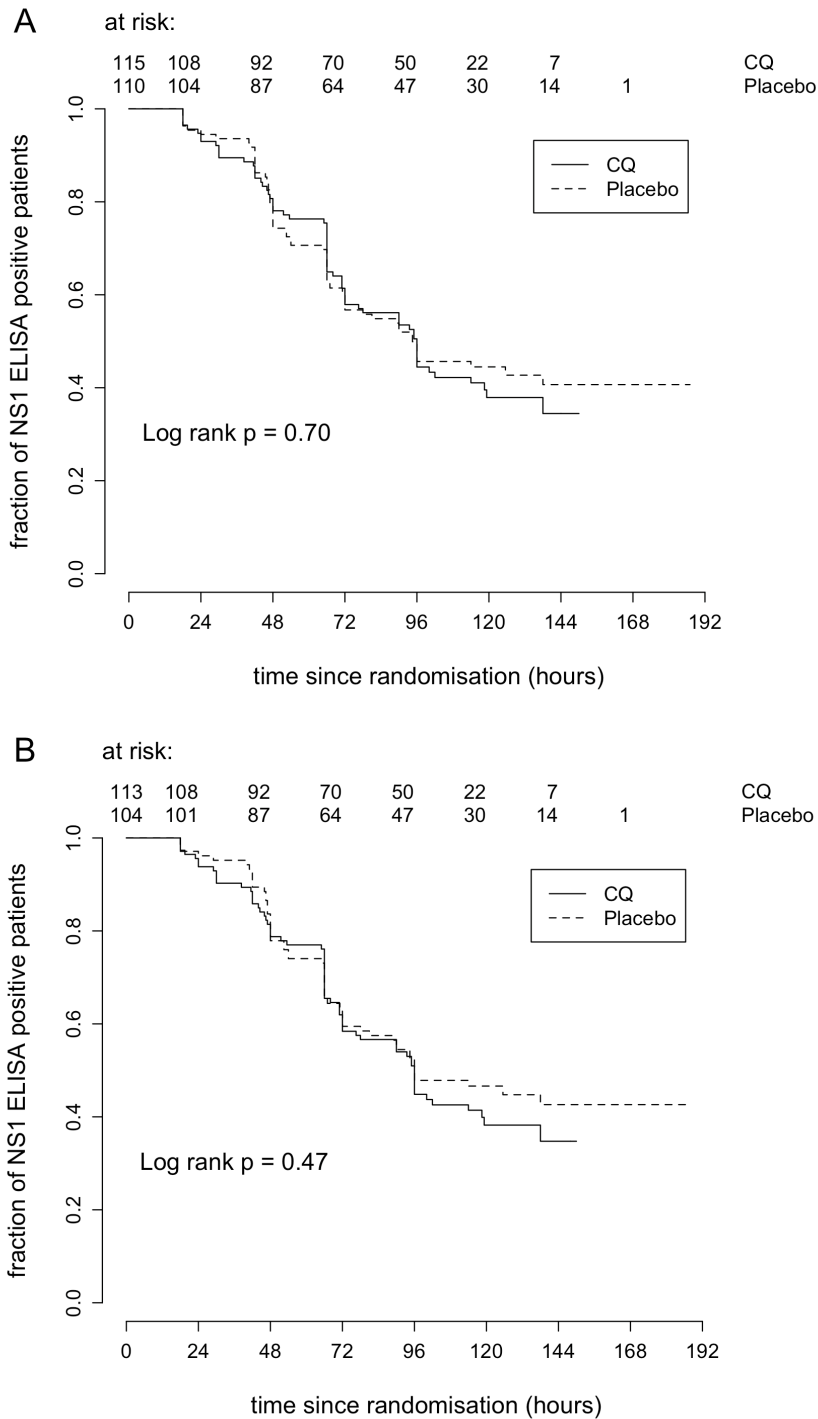 A
at risk:
115 108 92 70 50 22 7 CQ
110 104 87 64 47 30 14 1 Placebo
1.0
0.8
0.6
0.4
0.2
0.0
fraction of NS1 ELISA positive patients
CQ
Placebo
Log rank p = 0.70
0 24 48 72 96 120 144 168 192
time since randomisation (hours)
B
at risk:
113 108 92 70 50 22 7 CQ
104 101 87 64 47 30 14 1 Placebo
1.0
0.8
0.6
0.4
0.2
0.0
fraction of NS1 ELISA positive patients
CQ
Placebo
Log rank p = 0.47
0 24 48 72 96 120 144 168 192
time since randomisation (hours)